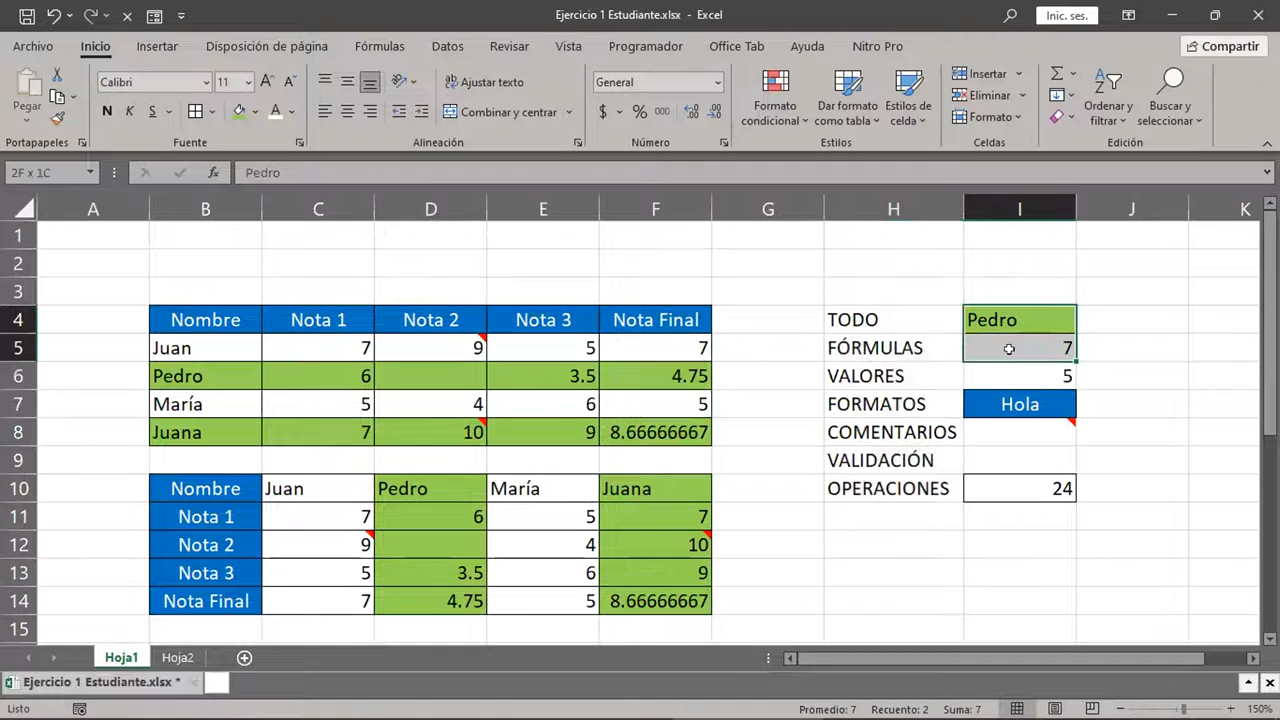 Ejercicio 1 Estudiante.xlsx - Excel
Inic. ses.
Archivo Inicio Insertar Disposición de página Fórmulas Datos Revisar Vista Programador Office Tab Ayuda Nitro Pro Compartir
Pegar
Calibri 11
N K S
Ajustar texto
Combinar y centrar
General
$ % 000
Formato condicional
Dar formato como tabla
Estilos de celda
Insertar
Eliminar
Formato
Ordenar y filtrar
Buscar y seleccionar
Portapapeles Fuente Alineación Número Estilos Celdas Edición
2F x 1C fx Pedro
A B C D E F G H I J K
1
2
3
4 Nombre Nota 1 Nota 2 Nota 3 Nota Final TODO Pedro
5 Juan 7 9 5 7 FÓRMULAS 7
6 Pedro 6 3.5 4.75 VALORES 5
7 María 5 4 6 5 FORMATOS Hola
8 Juana 7 10 9 8.66666667 COMENTARIOS
9 VALIDACIÓN
10 Nombre Juan Pedro María Juana OPERACIONES 24
11 Nota 1 7 6 5 7
12 Nota 2 9 4 10
13 Nota 3 5 3.5 6 9
14 Nota Final 7 4.75 5 8.66666667
15
Hoja1 Hoja2
Ejercicio 1 Estudiante.xlsx *
Listo Promedio: 7 Recuento: 2 Suma: 7 150%